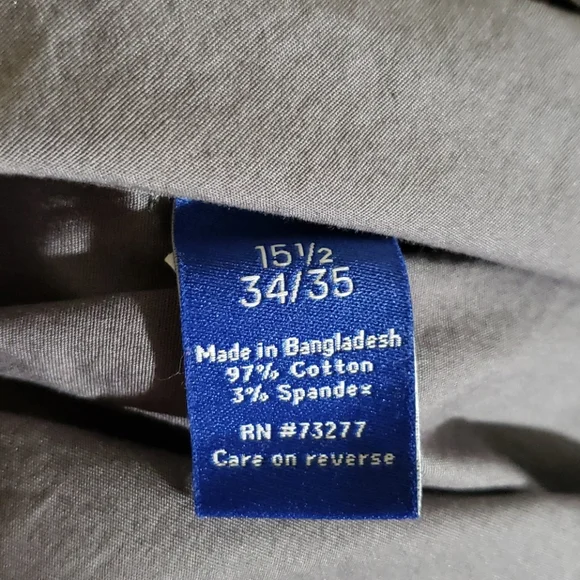 15 1/2
34/35
Made in Bangladesh
97% Cotton
3% Spandex
RN #73277
Care on reverse